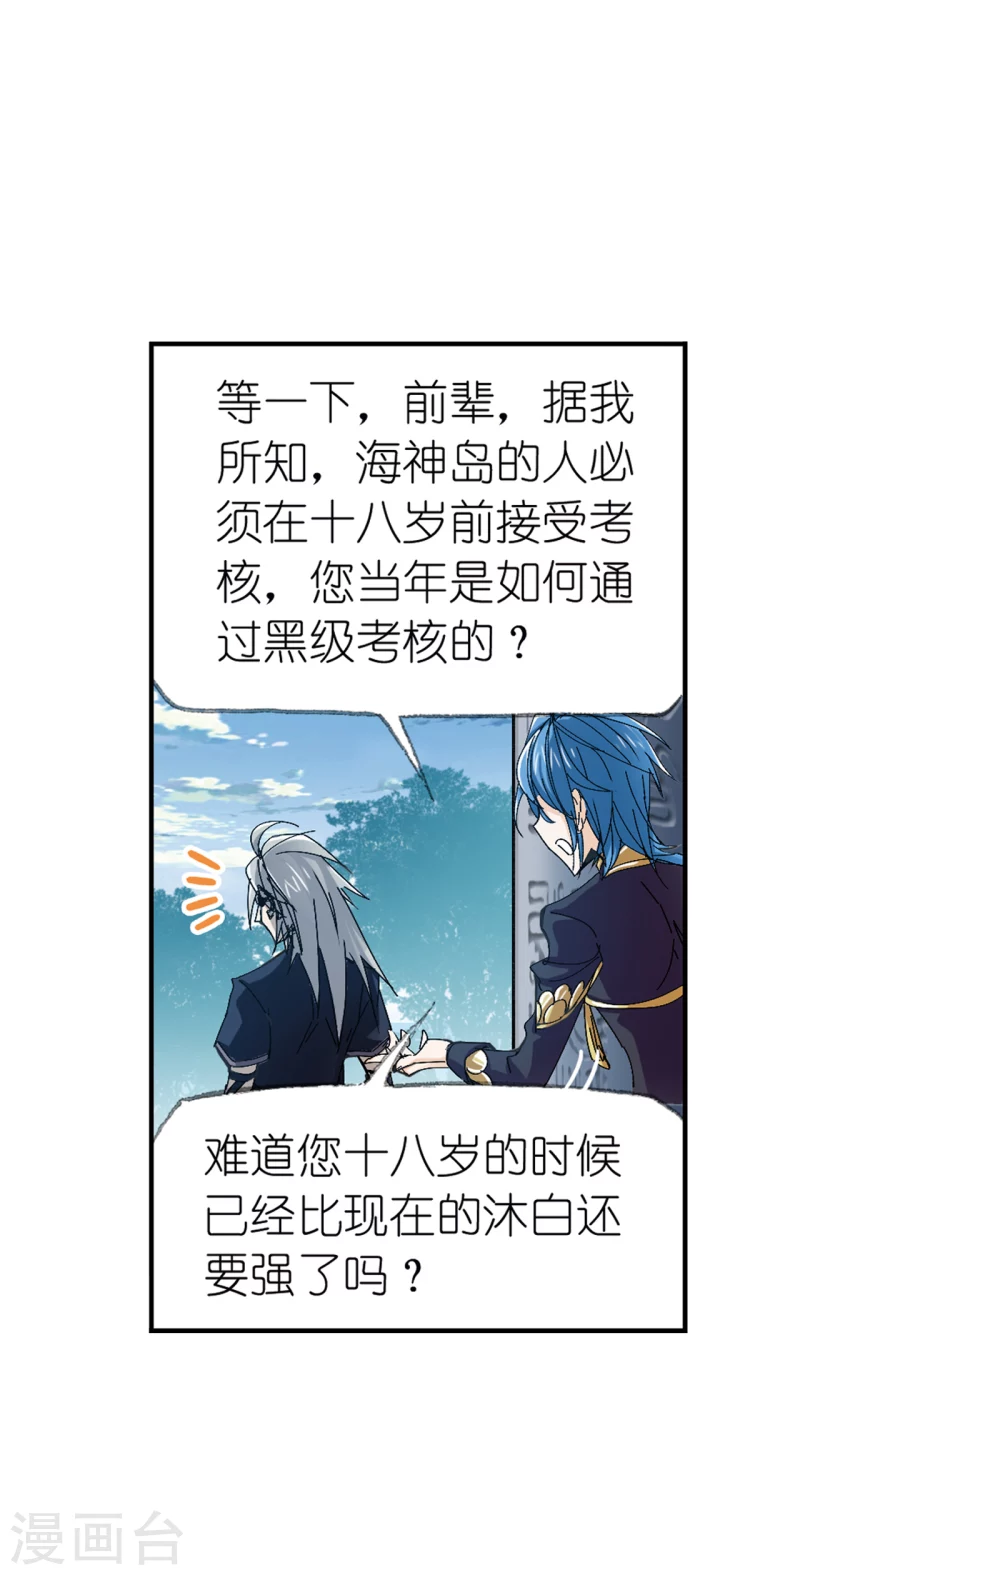 等一下，前辈，据我
所知，海神岛的人必
须在十八岁前接受考
核，您当年是如何通
过黑级考核的？
难道您十八岁的时候
已经比现在的沐白还
要强了吗？
漫画台